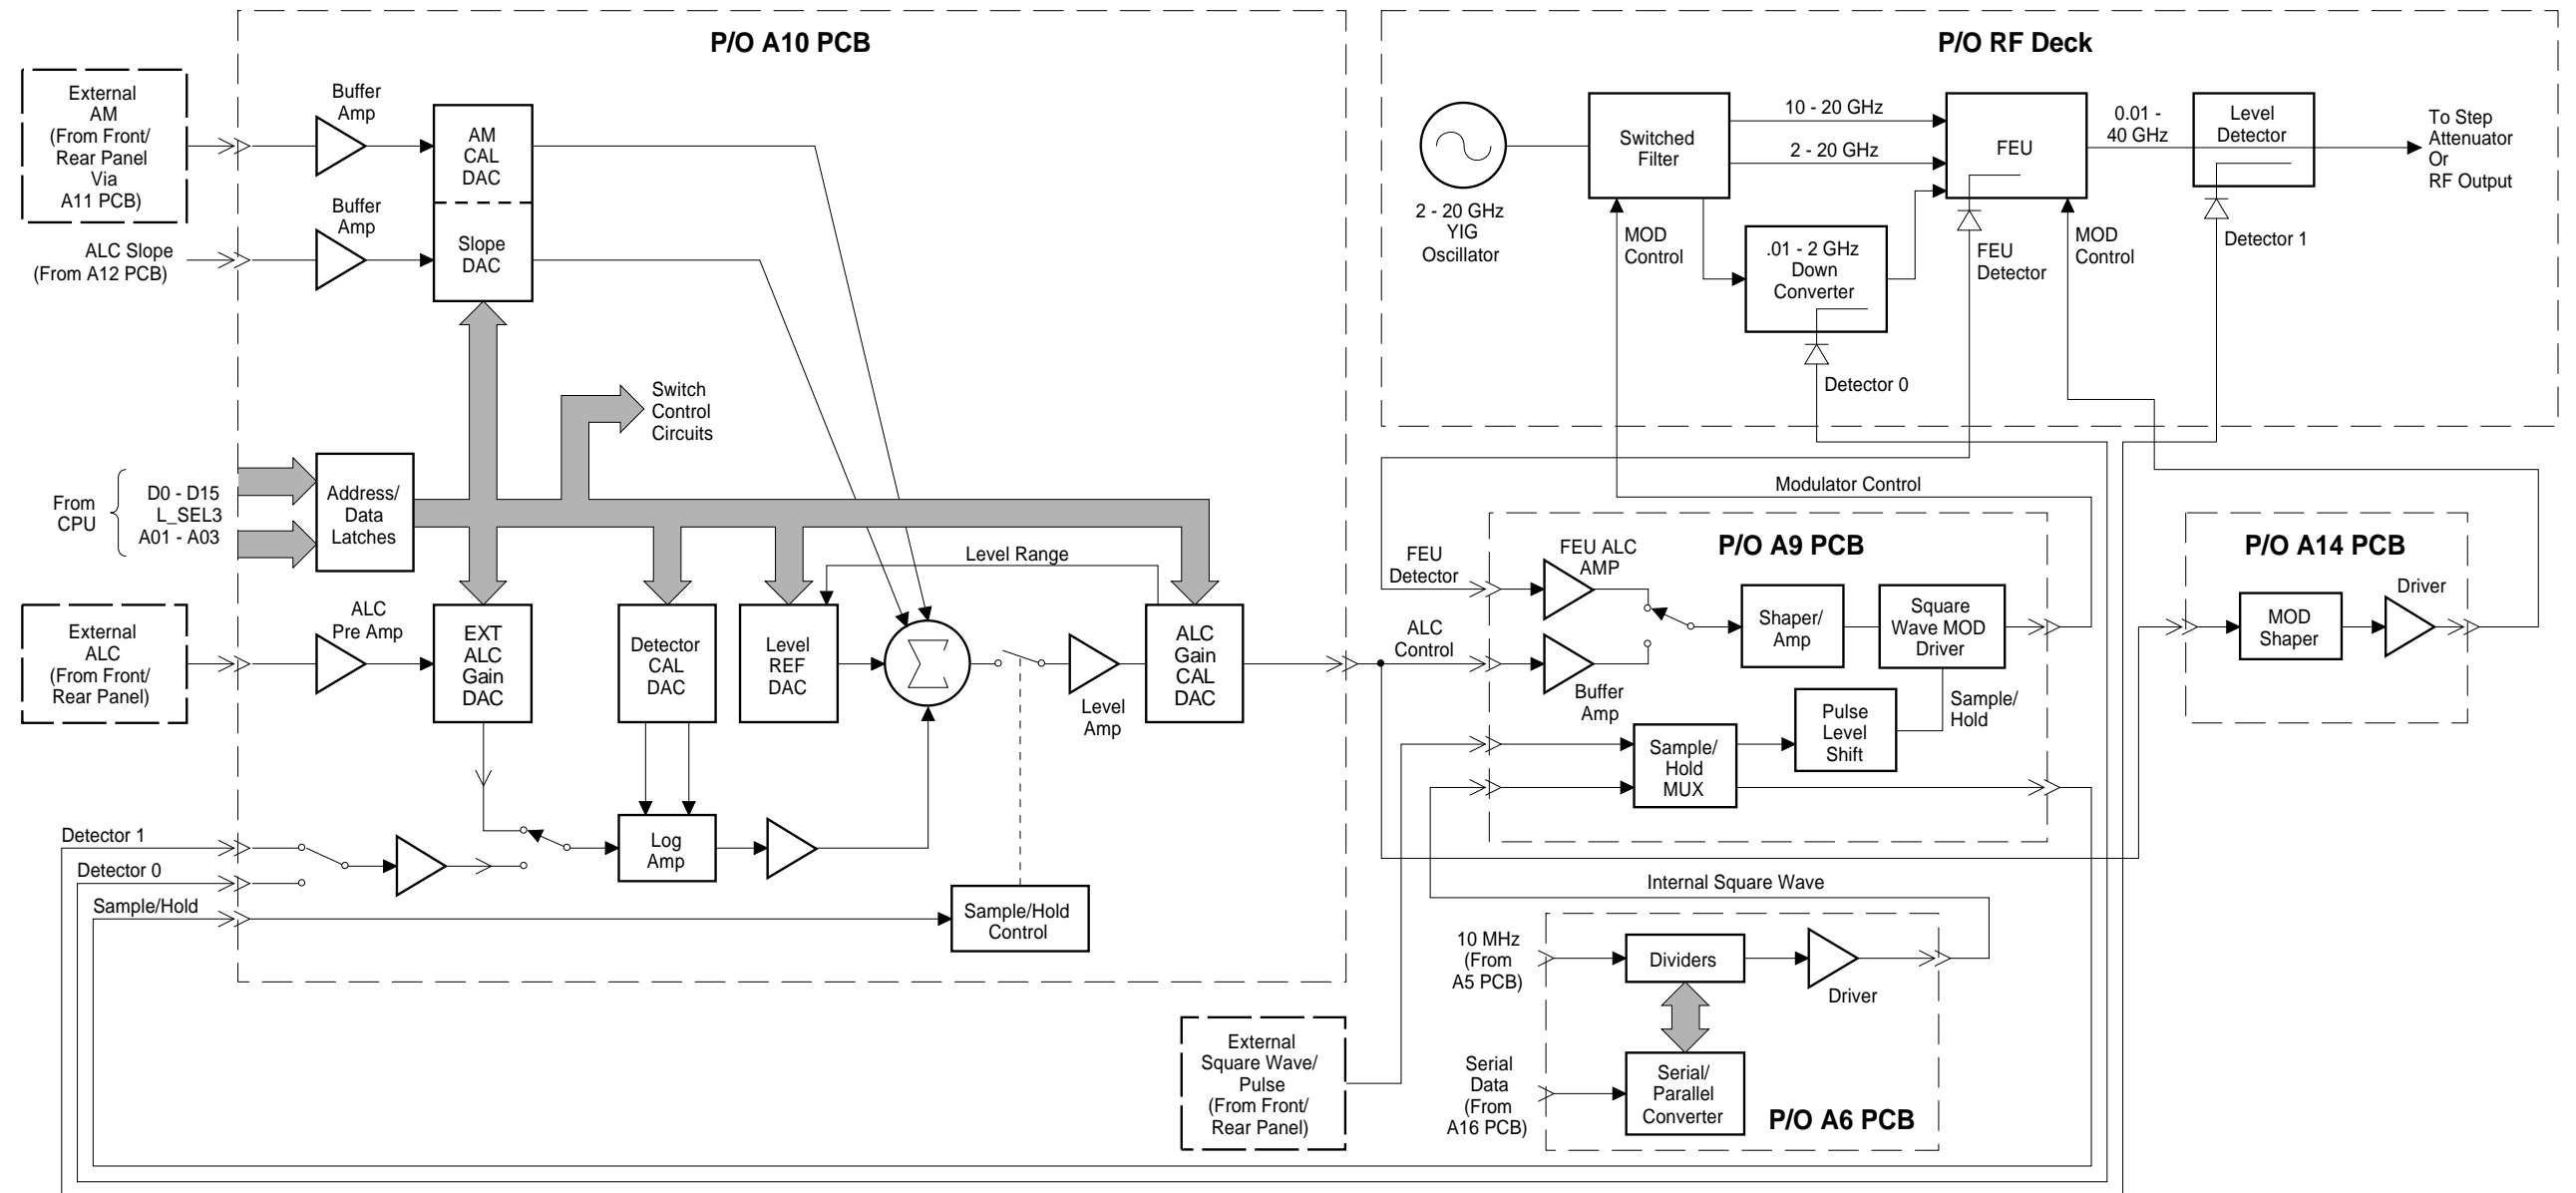 P/O A10 PCB
External
AM
(From Front/
Rear Panel
Via
A11 PCB)
Buffer
Amp
AM
CAL
DAC
ALC Slope
(From A12 PCB)
Buffer
Amp
Slope
DAC
Switch
Control
Circuits
From
CPU
D0 - D15
L_SEL3
A01 - A03
Address/
Data
Latches
Level Range
External
ALC
(From Front/
Rear Panel)
ALC
Pre Amp
EXT
ALC
Gain
DAC
Detector
CAL
DAC
Level
REF
DAC
Level
Amp
ALC
Gain
CAL
DAC
Detector 1
Detector 0
Sample/Hold
Log
Amp
Sample/Hold
Control
P/O RF Deck
2 - 20 GHz
YIG
Oscillator
Switched
Filter
10 - 20 GHz
2 - 20 GHz
FEU
0.01 -
40 GHz
Level
Detector
To Step
Attenuator
Or
RF Output
MOD
Control
.01 - 2 GHz
Down
Converter
Detector 0
FEU
Detector
MOD
Control
Detector 1
Modulator Control
P/O A9 PCB
FEU
Detector
FEU ALC
AMP
ALC
Control
Buffer
Amp
Shaper/
Amp
Square
Wave MOD
Driver
Sample/
Hold
Pulse
Level
Shift
Sample/
Hold
MUX
P/O A14 PCB
MOD
Shaper
Driver
Internal Square Wave
10 MHz
(From
A5 PCB)
Dividers
Driver
Serial
Data
(From
A16 PCB)
Serial/
Parallel
Converter
P/O A6 PCB
External
Square Wave/
Pulse
(From Front/
Rear Panel)